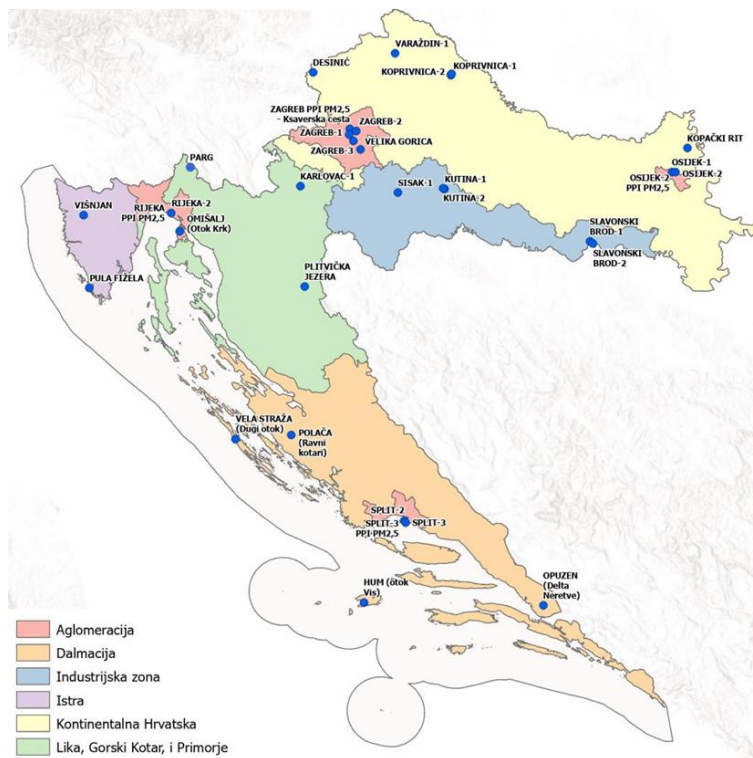 VARAŽDIN-1
DESINIĆ
KOPRIVNICA-2
KOPRIVNICA-1
ZAGREB PPI PM2,5
- Ksaverska cesta
ZAGREB-2
ZAGREB-1
VELIKA GORICA
ZAGREB-3
KOPAČKI RIT
OSIJEK-1
OSIJEK-2
PPI PM2,5
OSIJEK-2
PARG
KARLOVAC-1
SISAK-1
KUTINA-1
KUTINA-2
VIŠNJAN
RIJEKA
PPI PM2,5
RIJEKA-2
OMIŠALJ
(Otok Krk)
SLAVONSKI
BROD-1
SLAVONSKI
BROD-2
PULA FIŽELA
PLITVIČKA
JEZERA
VELA STRAŽA
(Dugi otok)
POLAČA
(Ravni
kotari)
SPLIT-2
SPLIT-3
PPI PM2,5
SPLIT-3
HUM (otok
Vis)
OPUZEN
(Delta
Neretve)
Aglomeracija
Dalmacija
Industrijska zona
Istra
Kontinentalna Hrvatska
Lika, Gorski Kotar, i Primorje